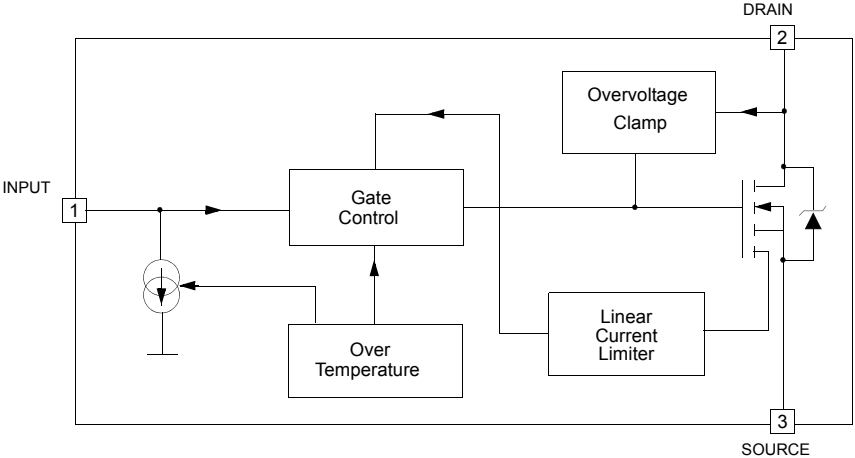 DRAIN
2
Overvoltage
Clamp
INPUT
1
Gate
Control
Linear
Current
Limiter
Over
Temperature
3
SOURCE